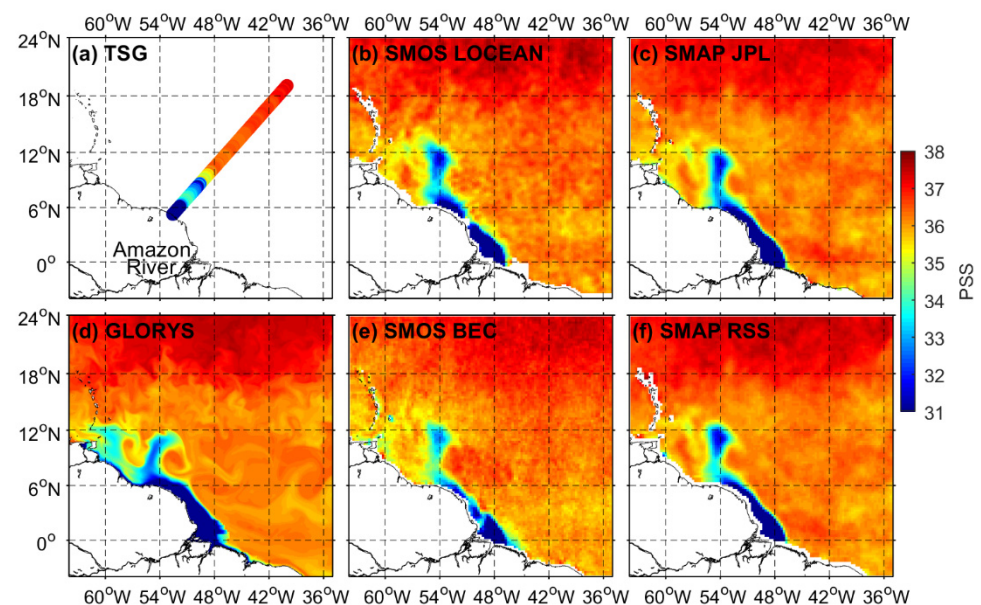 60°W 54°W 48°W 42°W 36°W 60°W 54°W 48°W 42°W 36°W 60°W 54°W 48°W 42°W 36°W
24°N (a) TSG (b) SMOS LOCEAN (c) SMAP JPL
18°N
12°N
6°N
0°
Amazon
River
38
37
36
35
34
33
32
31
PSS
24°N (d) GLORYS (e) SMOS BEC (f) SMAP RSS
18°N
12°N
6°N
0°
60°W 54°W 48°W 42°W 36°W 60°W 54°W 48°W 42°W 36°W 60°W 54°W 48°W 42°W 36°W